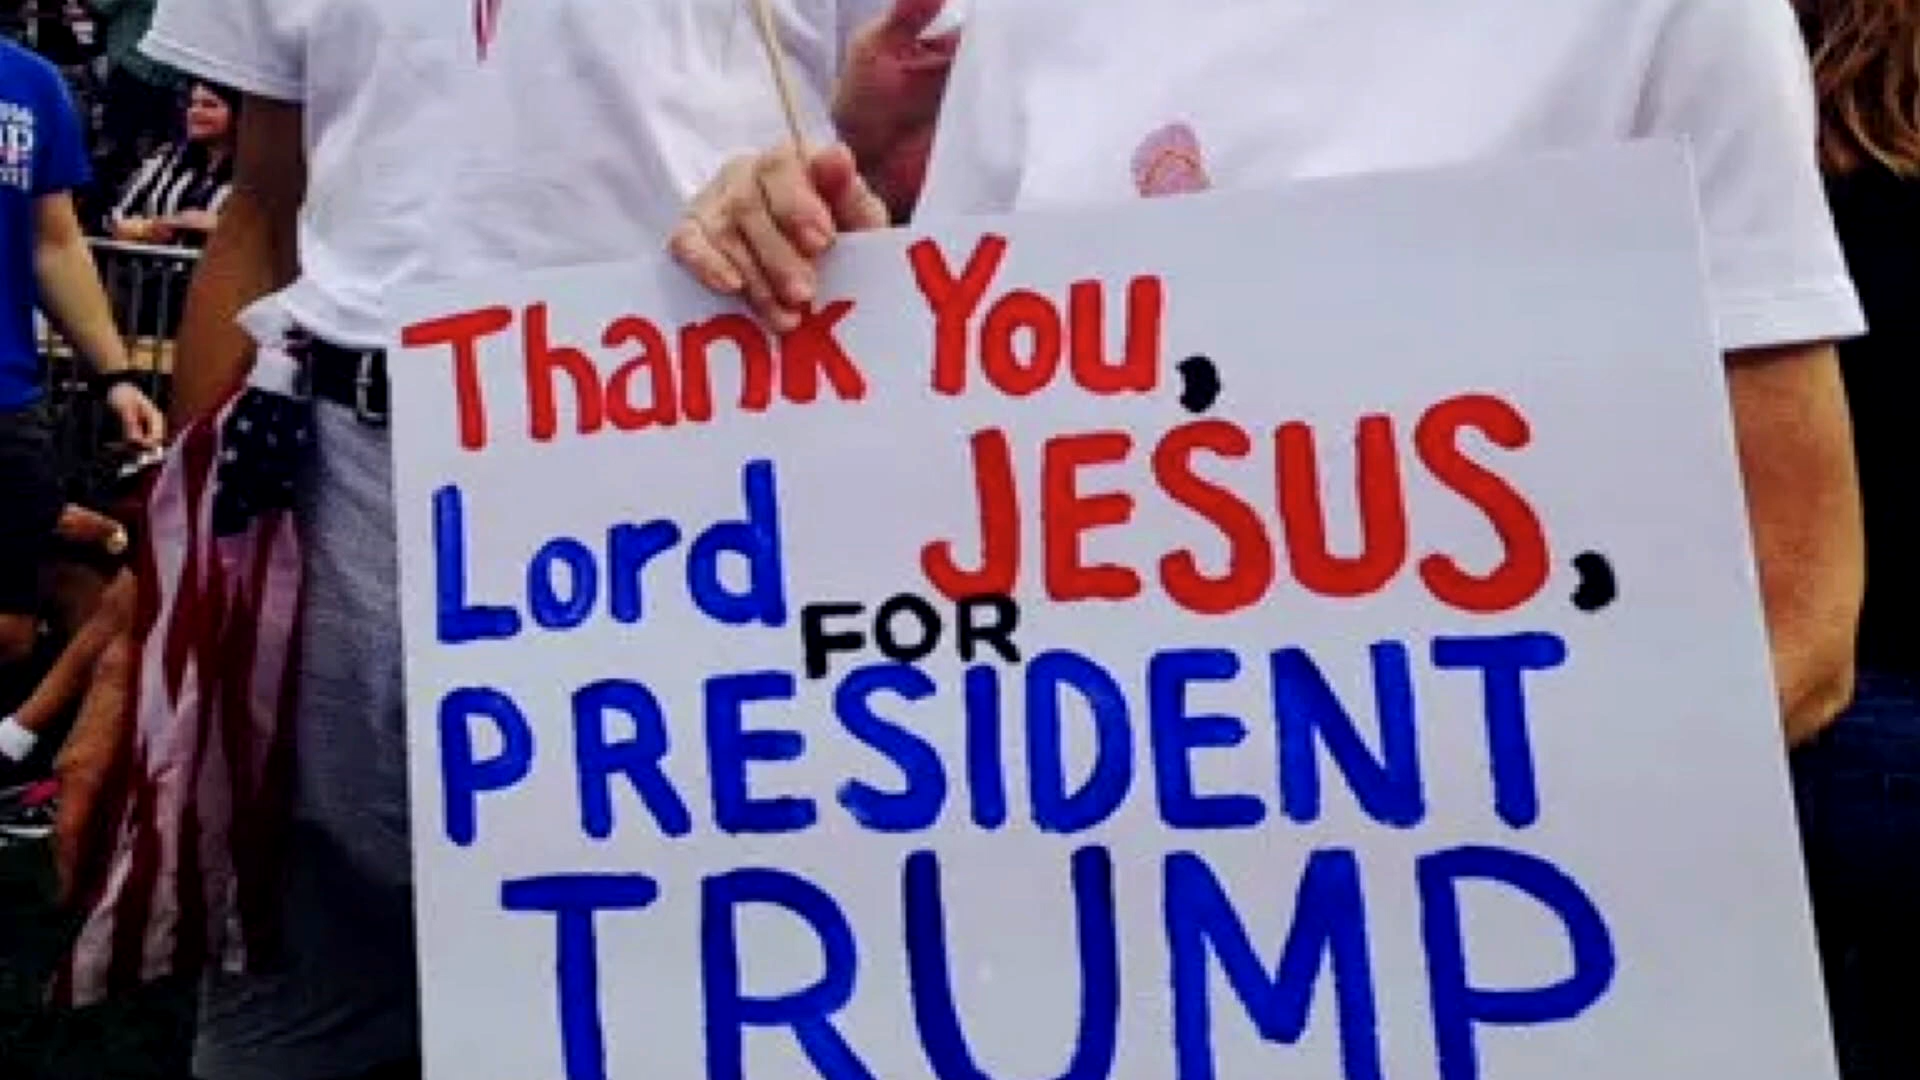 Thank You,
Lord JESUS,
FOR
PRESIDENT
TRUMP